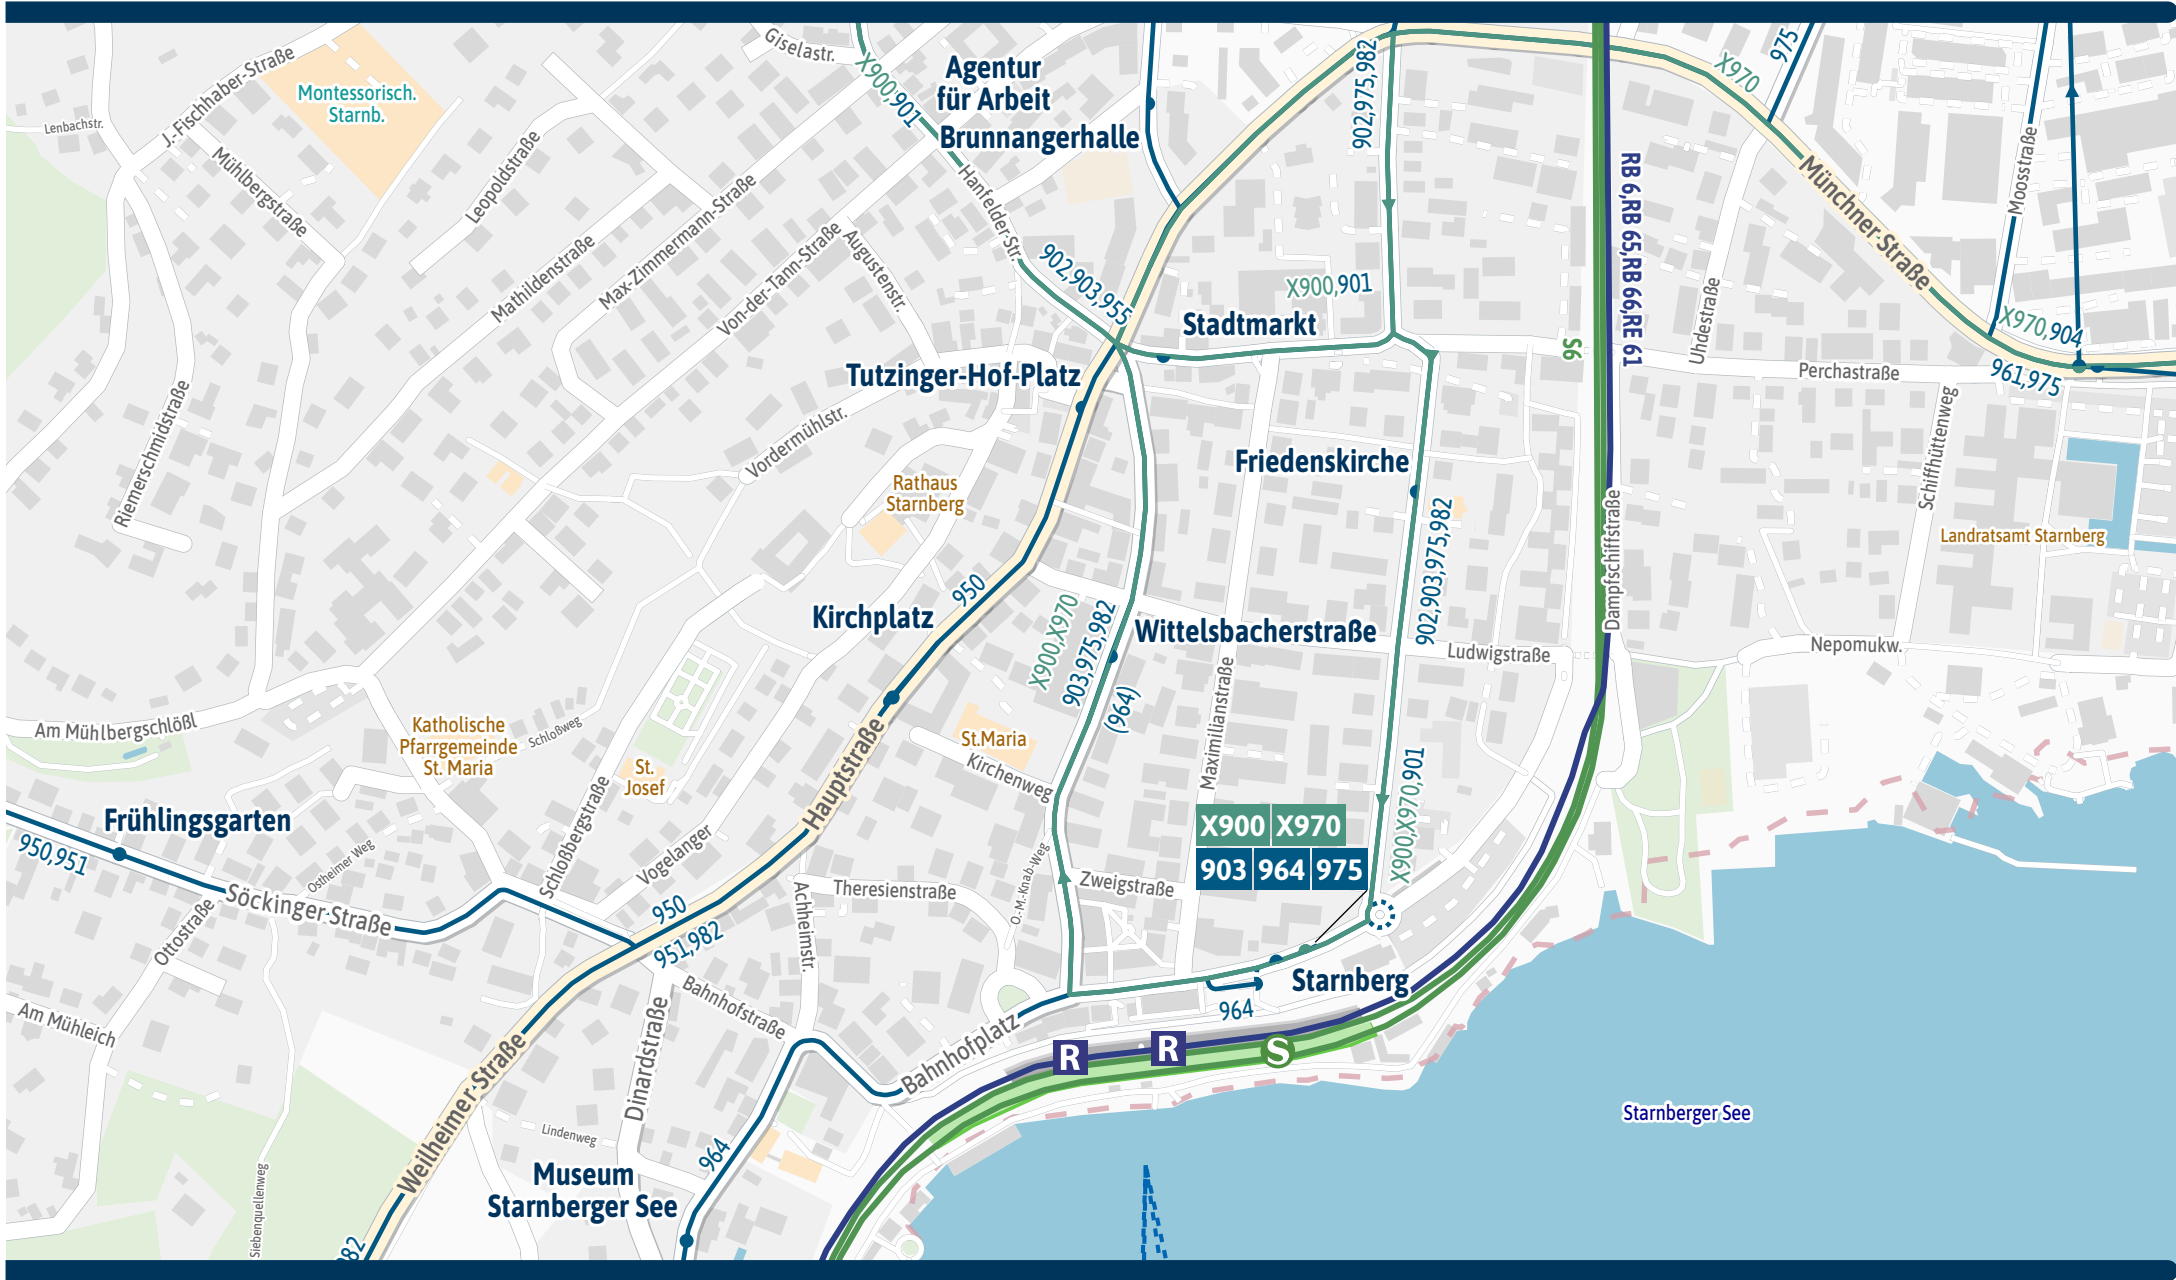 Giselastr.
X900,901
Agentur
für Arbeit
Brunnangerhalle
902,975,982
X970
975
J.-Fischhaber-Straße
Montessorisch.
Starnb.
Lenbachstr.
Mühlbergstraße
Leopoldstraße
Mathildenstraße
Max-Zimmermann-Straße
Von-der-Tann-Straße
Augustenstr.
Hanfelder-Str.
902,903,955
X900,901
Stadtmarkt
S6
RB 6,RB 65,RB 66,RE 61
Uhdestraße
Münchner-Straße
Moosstraße
X970,904
961,975
Perchastraße
Schiffhüttenweg
Tutzinger-Hof-Platz
Vordermühlstr.
Riemerschmidstraße
Rathaus
Starnberg
Friedenskirche
902,903,975,982
Dampfschiffstraße
Landratsamt Starnberg
Kirchplatz
950
X900,X970
903,975,982
(964)
Wittelsbacherstraße
Ludwigstraße
Nepomukw.
Maximilianstraße
Am Mühlbergschlößl
Katholische
Pfarrgemeinde
St. Maria
Schloßweg
St.
Josef
St.Maria
Kirchenweg
Hauptstraße
Schloßbergstraße
Vogelanger
Frühlingsgarten
950,951
Söckinger-Straße
Ostheimer Weg
Ottostraße
Am Mühleich
X900 X970
903 964 975
X900,X970,901
Zweigstraße
O.-M.-Knab-Weg
Theresienstraße
Achheimstr.
950
951,982
Bahnhofstraße
Dinardstraße
Bahnhofplatz
964
Starnberg
R
R
S
Weilheimer-Straße
Lindenweg
Siebenquellenweg
964
Museum
Starnberger See
Starnberger See
982